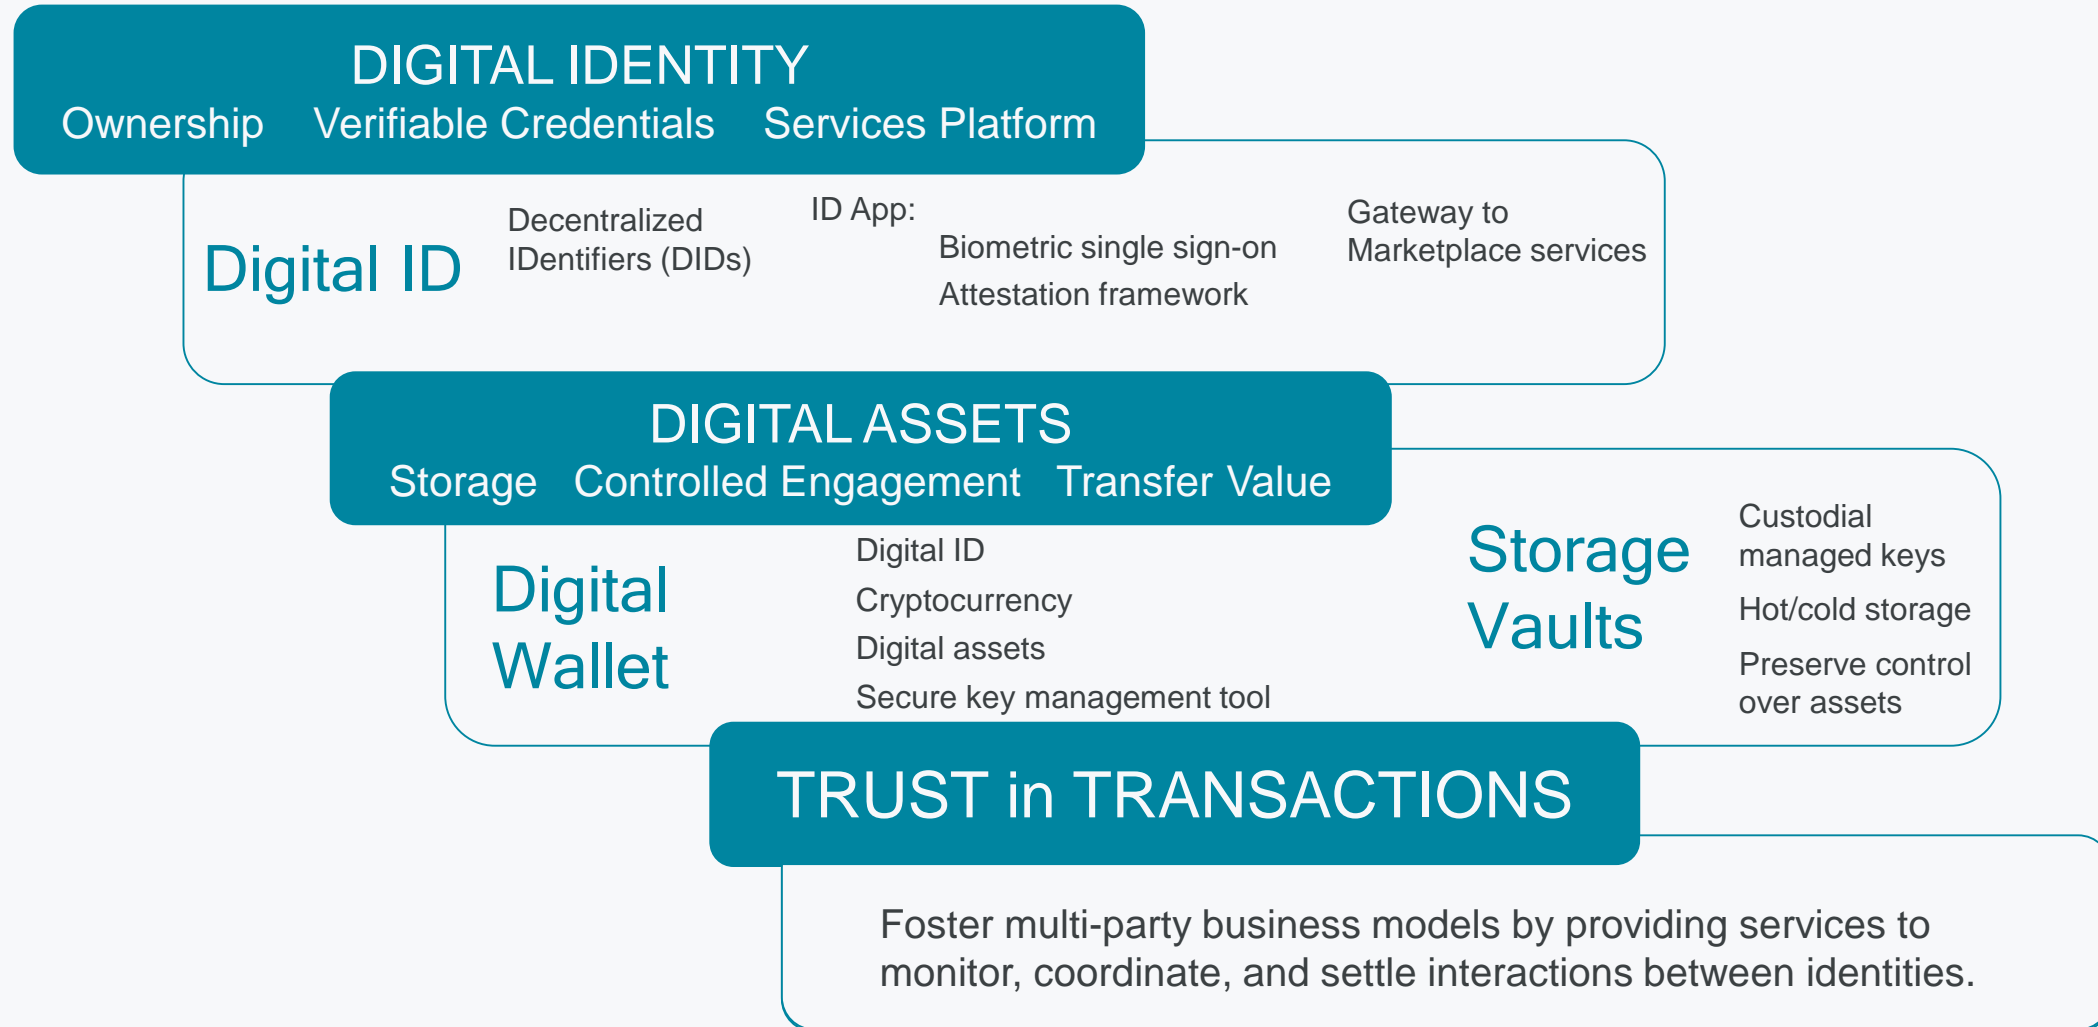 DIGITAL IDENTITY
Ownership Verifiable Credentials Services Platform
Digital ID
Decentralized
IDentifiers (DIDs)
ID App:
Biometric single sign-on
Attestation framework
Gateway to
Marketplace services
DIGITAL ASSETS
Storage Controlled Engagement Transfer Value
Digital
Wallet
Digital ID
Cryptocurrency
Digital assets
Secure key management tool
Storage
Vaults
Custodial
managed keys
Hot/cold storage
Preserve control
over assets
TRUST in TRANSACTIONS
Foster multi-party business models by providing services to
monitor, coordinate, and settle interactions between identities.